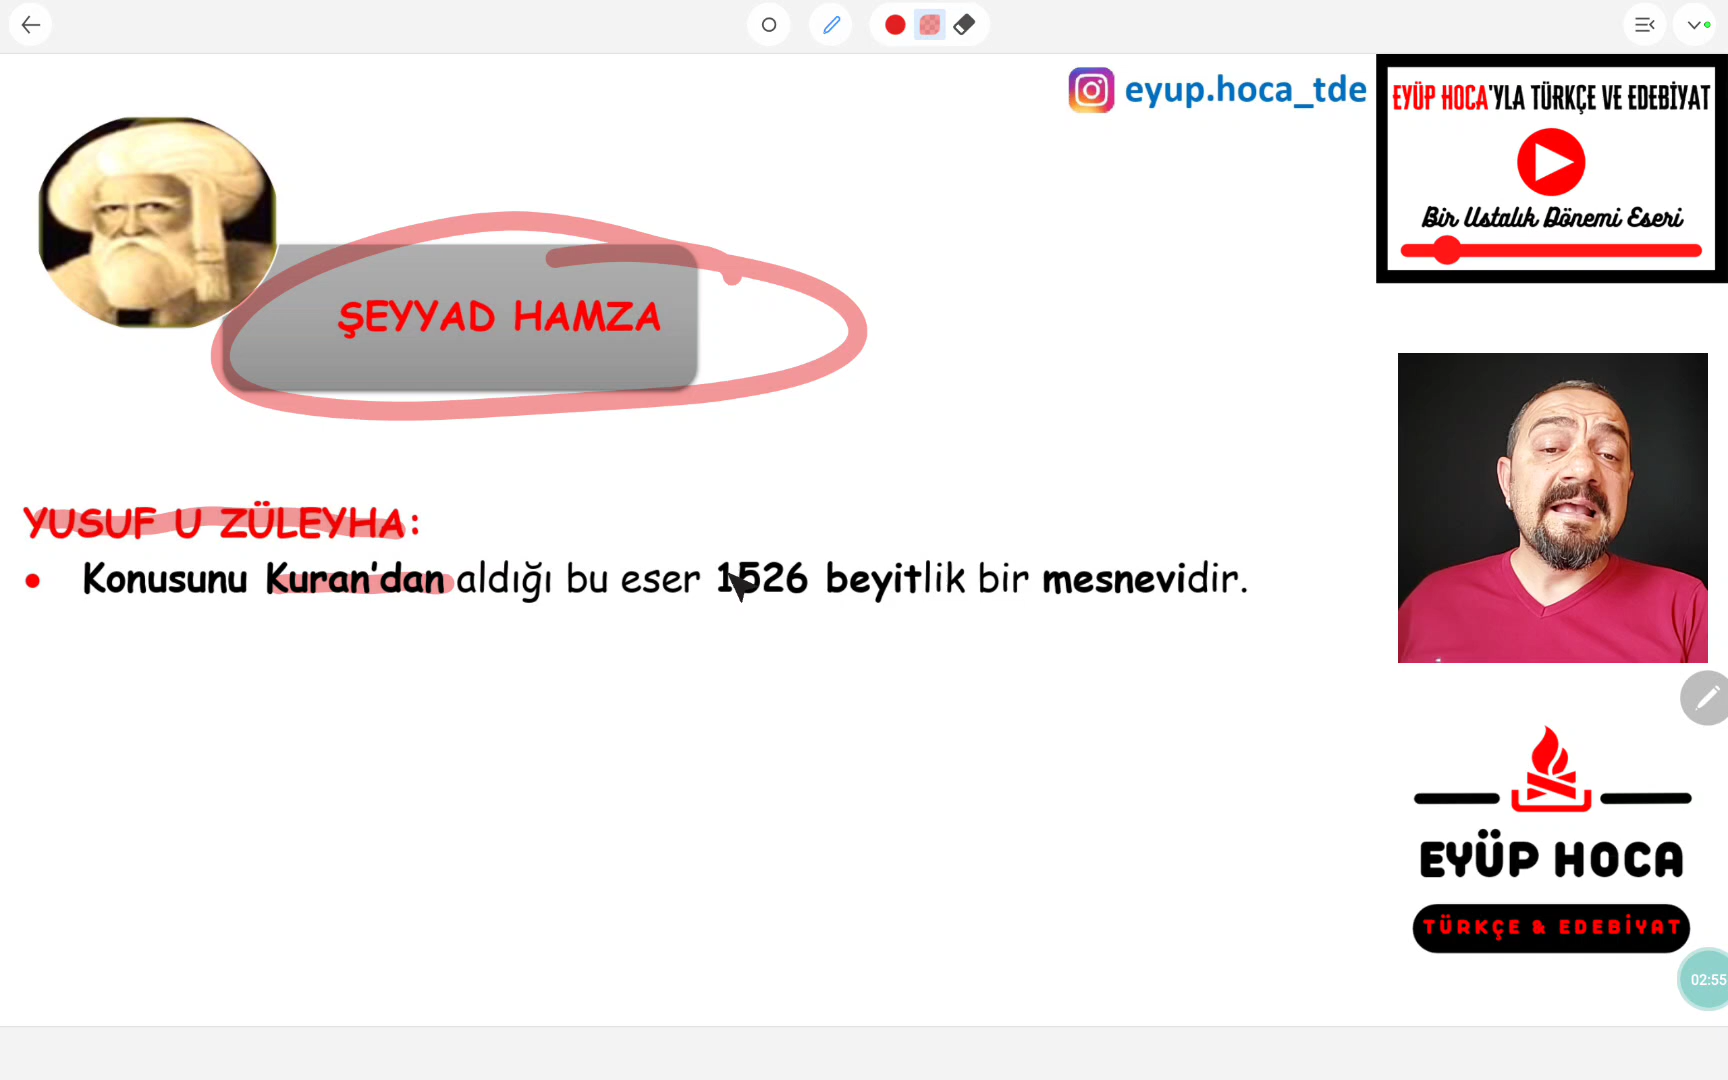 eyup.hoca_tde
EYÜP HOCA'YLA TÜRKÇE VE EDEBİYAT
Bir Ustalık Dönemi Eseri
ŞEYYAD HAMZA
YUSUF U ZÜLEYHA:
• Konusunu Kuran'dan aldığı bu eser 1526 beyitlik bir mesnevidir.
EYÜP HOCA
TÜRKÇE & EDEBİYAT
02:55